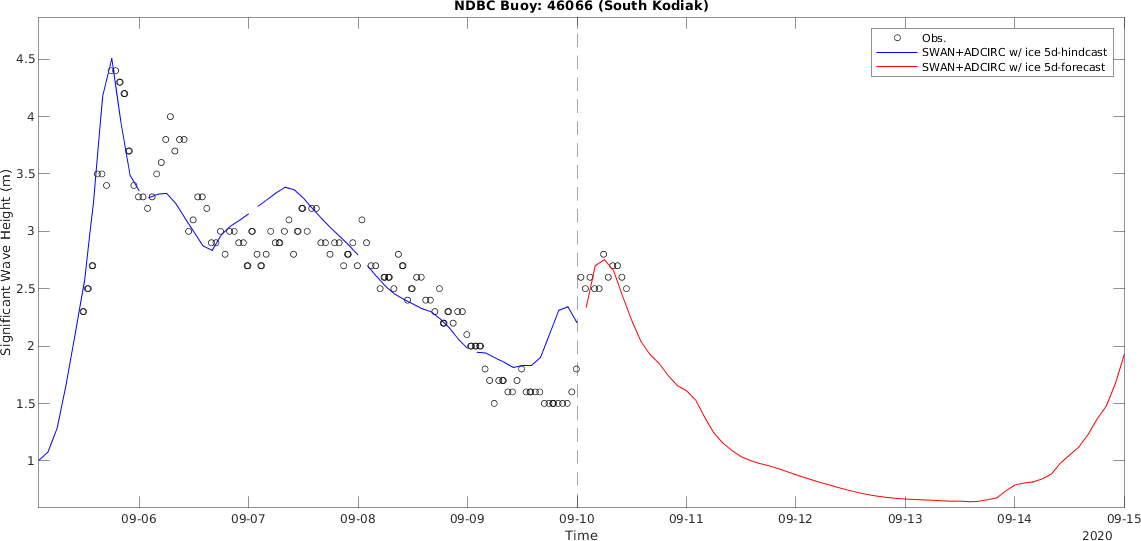 NDBC Buoy: 46066 (South Kodiak)
Obs.
SWAN+ADCIRC w/ ice 5d-hindcast
SWAN+ADCIRC w/ ice 5d-forecast
Significant Wave Height (m)
4.5
4
3.5
3
2.5
2
1.5
1
09-06 09-07 09-08 09-09 09-10 09-11 09-12 09-13 09-14 09-15
Time
2020